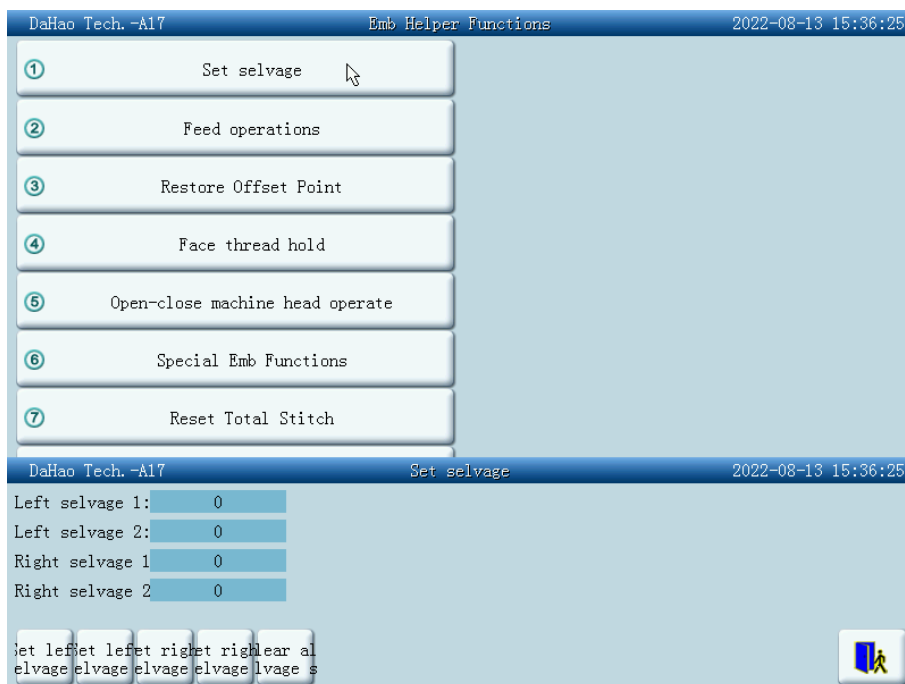 DaHao Tech.-A17 Emb Helper Functions 2022-08-13 15:36:25
1 Set selvage
2 Feed operations
3 Restore Offset Point
4 Face thread hold
5 Open-close machine head operate
6 Special Emb Functions
7 Reset Total Stitch
DaHao Tech.-A17 Set selvage 2022-08-13 15:36:25
Left selvage 1: 0
Left selvage 2: 0
Right selvage 1 0
Right selvage 2 0
et lef et left et righ et righ lear al
elvage elvage elvage elvage lvage s